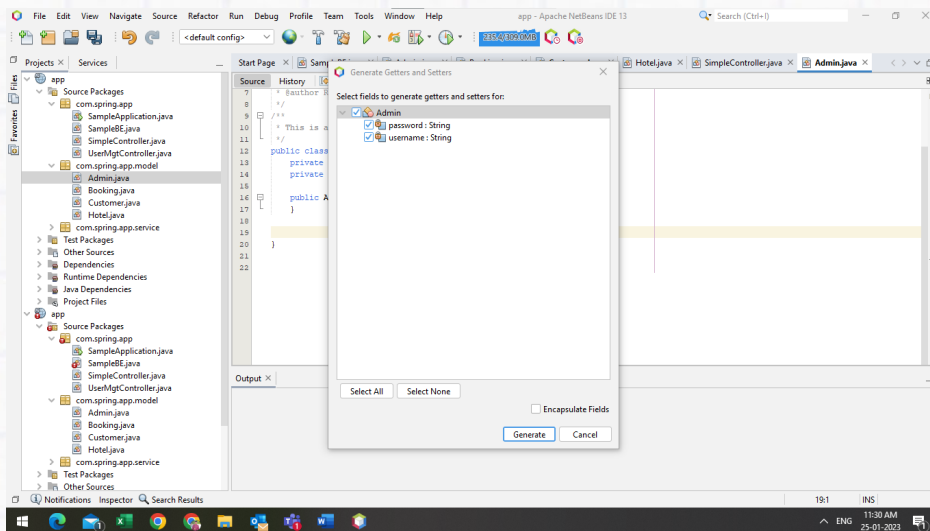 File Edit View Navigate Source Refactor Run Debug Profile Team Tools Window Help
app - Apache NetBeans IDE 13
Search (Ctrl+I)
<default config>
235.4/309.0MB
Projects
Services
Files
Favorites
Start Page
Hotel.java
SimpleController.java
Admin.java
Source History
app
Source Packages
com.spring.app
SampleApplication.java
SampleBE.java
SimpleController.java
UserMgtController.java
com.spring.app.model
Admin.java
Booking.java
Customer.java
Hotel.java
com.spring.app.service
Test Packages
Other Sources
Dependencies
Runtime Dependencies
Java Dependencies
Project Files
app
Source Packages
com.spring.app
SampleApplication.java
SampleBE.java
SimpleController.java
UserMgtController.java
com.spring.app.model
Admin.java
Booking.java
Customer.java
Hotel.java
com.spring.app.service
Test Packages
Other Sources
7 * @author R
8 */
9 /**
10 * This is a
11 */
12 public class
13 private
14 private
15
16 public A
17 }
18
19
20 }
21
22
Generate Getters and Setters
Select fields to generate getters and setters for:
Admin
password : String
username : String
Select All
Select None
Encapsulate Fields
Generate
Cancel
Output
Notifications Inspector Search Results
19:1 INS
ENG
11:30 AM
25-01-2023